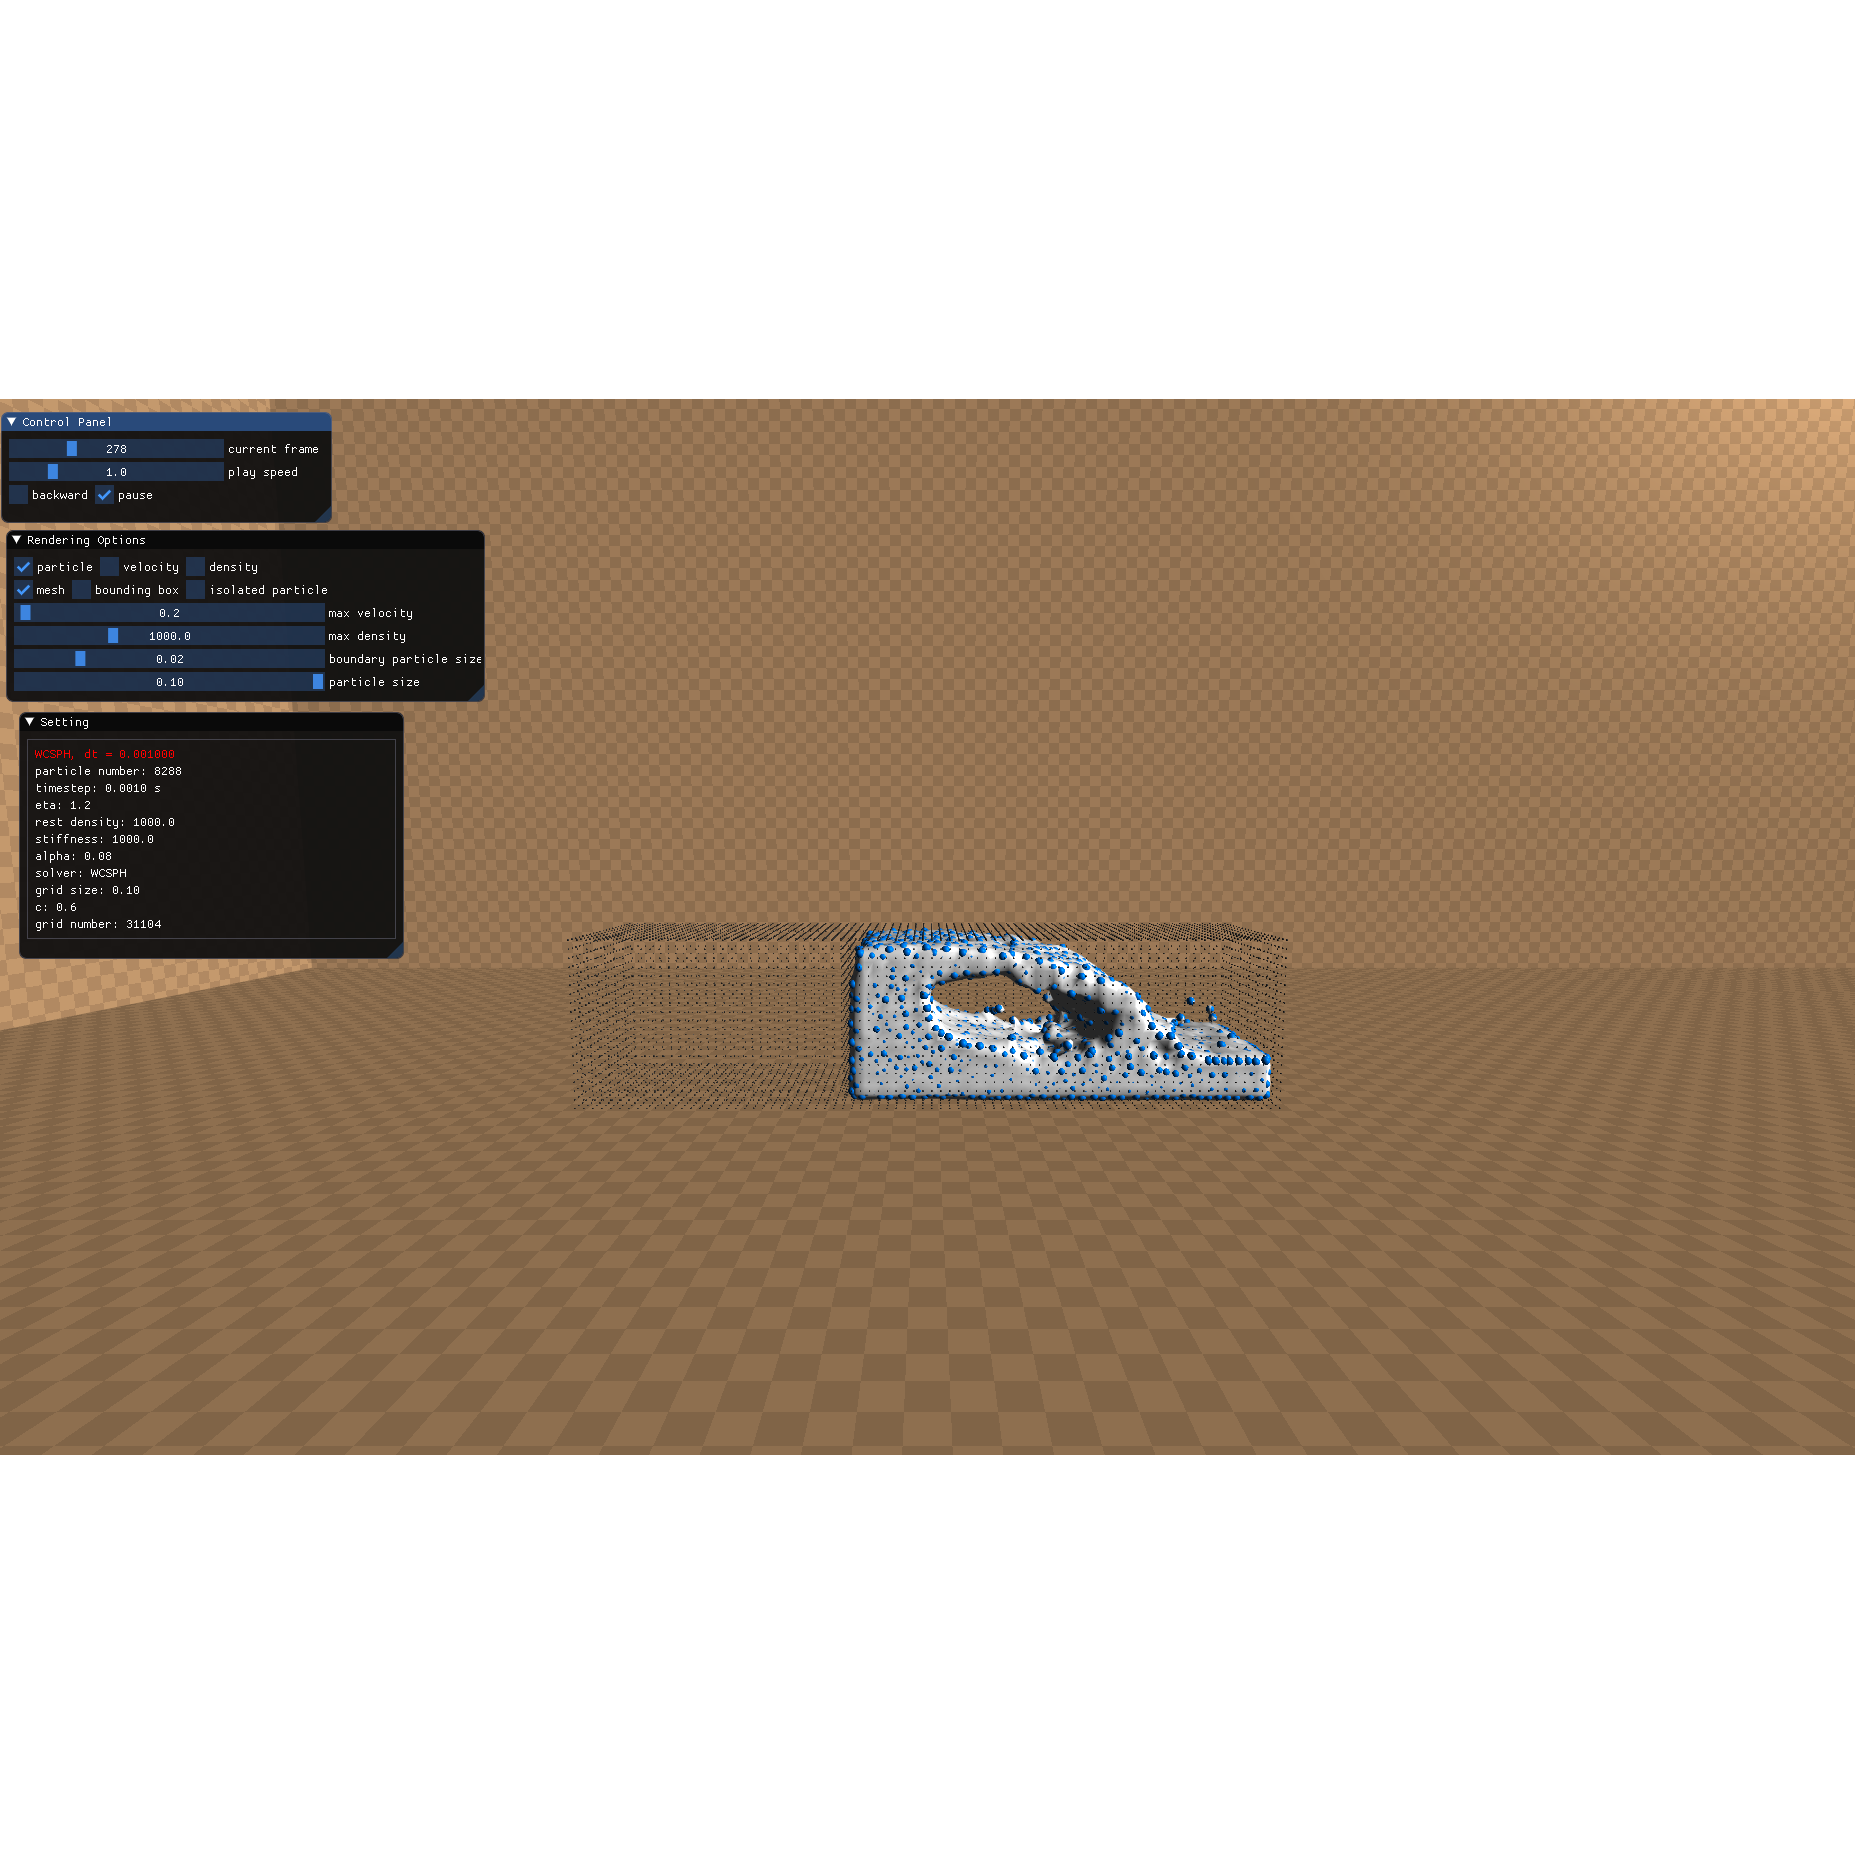 Control Panel
278 current frame
1.0 play speed
backward pause
Rendering Options
particle velocity density
mesh bounding box isolated particle
0.2 max velocity
1000.0 max density
0.02 boundary particle size
0.10 particle size
Setting
WCSPH, dt = 0.001000
particle number: 8288
timestep: 0.0010 s
eta: 1.2
rest density: 1000.0
stiffness: 1000.0
alpha: 0.08
solver: WCSPH
grid size: 0.10
c: 0.6
grid number: 31104